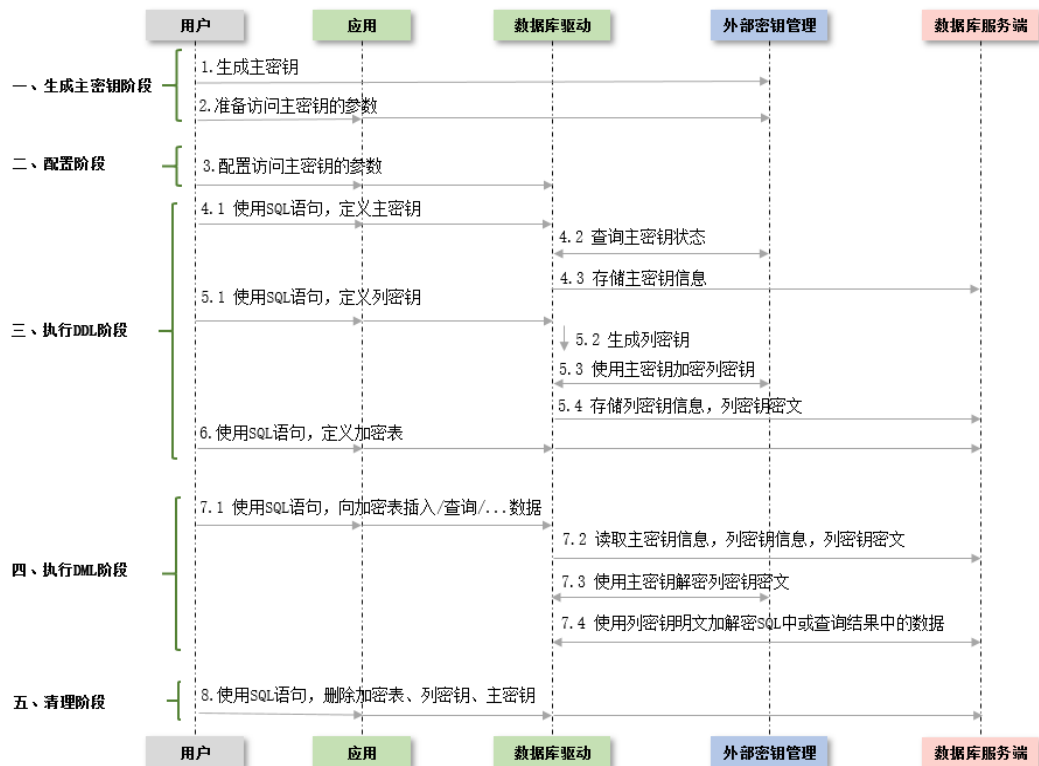 用户 应用 数据库驱动 外部密钥管理 数据库服务端
一、生成主密钥阶段
1.生成主密钥
2.准备访问主密钥的参数
二、配置阶段
3.配置访问主密钥的参数
三、执行DDL阶段
4.1 使用SQL语句，定义主密钥
4.2 查询主密钥状态
4.3 存储主密钥信息
5.1 使用SQL语句，定义列密钥
5.2 生成列密钥
5.3 使用主密钥加密列密钥
5.4 存储列密钥信息，列密钥密文
6.使用SQL语句，定义加密表
四、执行DML阶段
7.1 使用SQL语句，向加密表插入/查询/...数据
7.2 读取主密钥信息，列密钥信息，列密钥密文
7.3 使用主密钥解密列密钥密文
7.4 使用列密钥明文加解密SQL中或查询结果中的数据
五、清理阶段
8.使用SQL语句，删除加密表、列密钥、主密钥
用户 应用 数据库驱动 外部密钥管理 数据库服务端